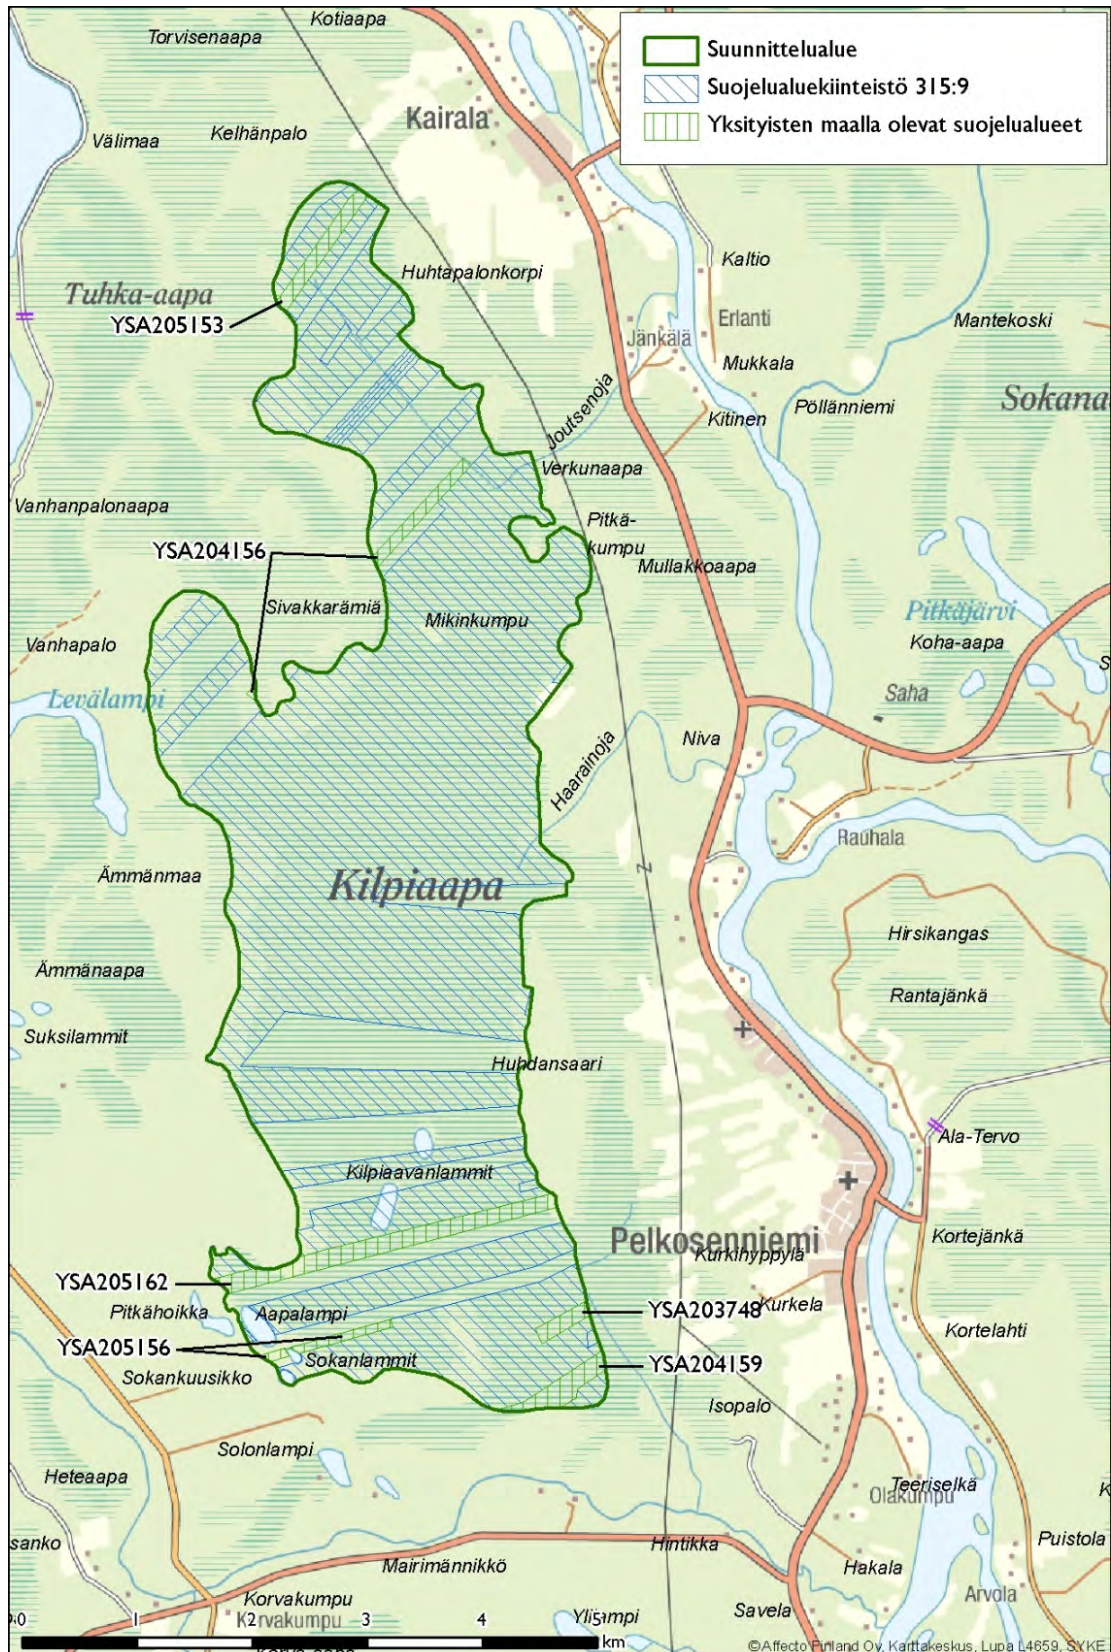 Kotiaapa
Torvisenaapa
Suunnittelualue
Suojelualuekiinteistö 315:9
Yksityisten maalla olevat suojelualueet
Kairala
Kelhänpalo
Välimaa
Huhtapalonkorpi
Kaltio
Tuhka-aapa
YSA205153
Erlanti
Mantekoski
Jänkälä
Mukkala
Sokana
Pöllänniemi
Kitinen
Joutsenoja
Verkunaapa
Vanhanpalonaapa
Pitkä-
kumpu
YSA204156
Mullakkoaapa
Sivakkarämiä
Mikinkumpu
Pitkäjärvi
Koha-aapa
Vanhapalo
S
Levälampi
Saha
Niva
Haarainoja
Rauhala
Z
Ämmänmaa
Kilpiaapa
Hirsikangas
Ämmänaapa
Rantajänkä
Suksilammit
Huhdansaari
Ala-Tervo
Kilpiaavanlammit
Pelkosenniemi
Kortejänkä
Kurkihyppylä
YSA205162
Pitkähoikka
Aapalampi
YSA203748
Kurkela
Kortelahti
YSA205156
Sokanlammit
YSA204159
Sokankuusikko
Isopalo
Solonlampi
Heteaapa
Teeriselkä
Olakumpu
K
sanko
Hintikka
Puistola
Mairimännikkö
Hakala
Arvola
Korvakumpu
Korvakumpu
Savela
Yliampi
0 1 2 3 4 5
km
©Affecto Finland Oy, Karttakeskus, Lupa L4659, SYKE